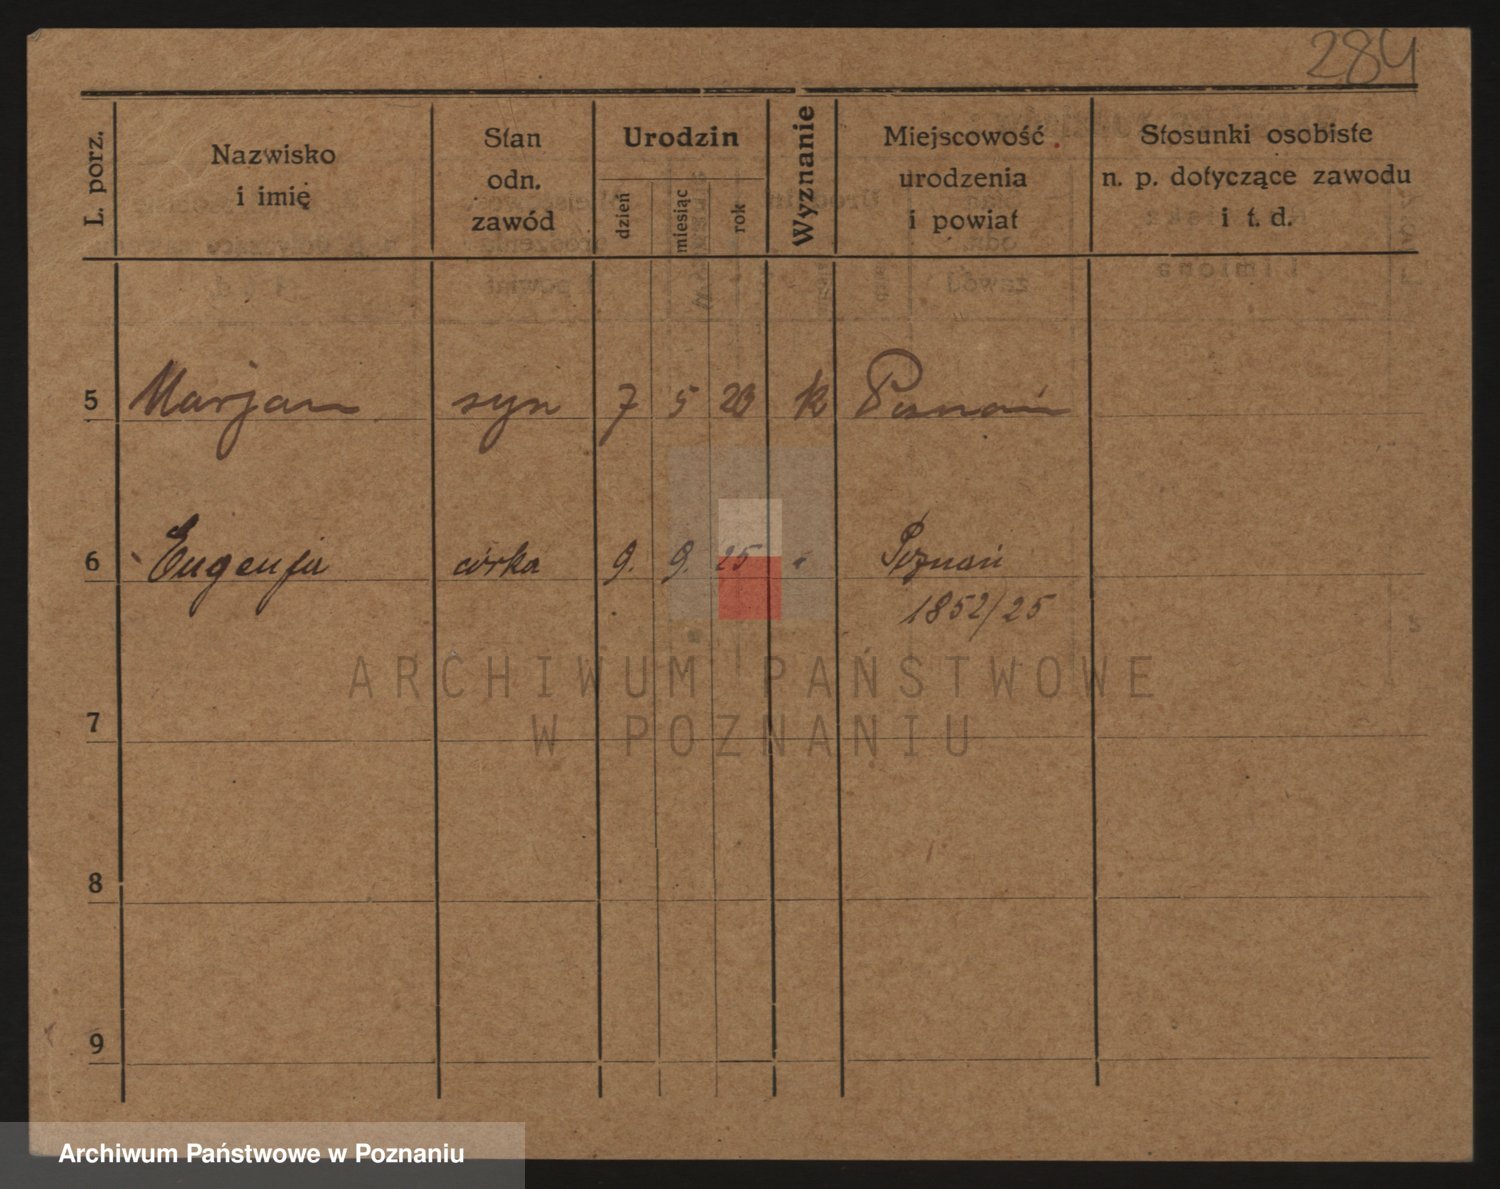 284
L. porz.
Nazwisko
i imię
Stan
odn.
zawód
Urodzin
dzień
miesiąc
rok
Wyznanie
Miejscowość
urodzenia
i powiat
Stosunki osobiste
n. p. dotyczące zawodu
i t. d.
5 Marjan syn 7 5 20 k Poznań
6 Eugenja córka 9. 9. 25 Poznań
1852/25
7
8
9
ARCHIWUM PAŃSTWOWE
W POZNANIU
Archiwum Państwowe w Poznaniu